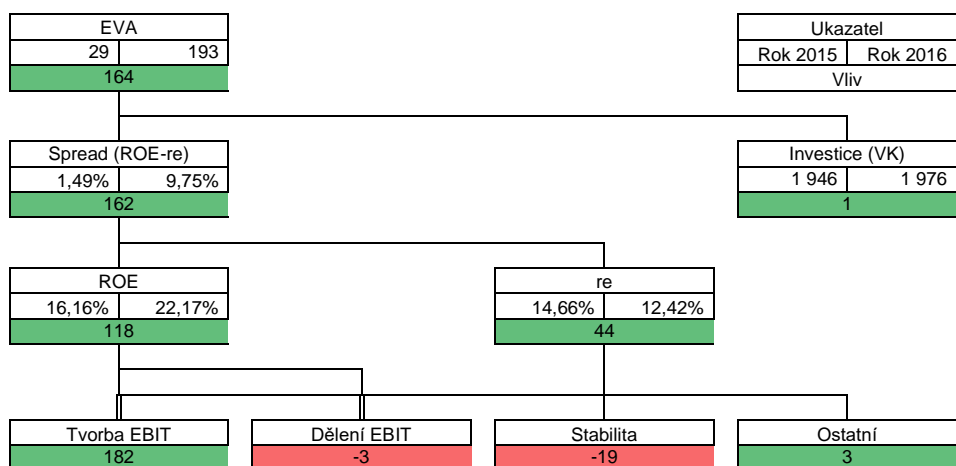 EVA
29 193
164
Ukazatel
Rok 2015 Rok 2016
Vliv
Spread (ROE-re)
1,49% 9,75%
162
Investice (VK)
1 946 1 976
1
ROE
16,16% 22,17%
118
re
14,66% 12,42%
44
Tvorba EBIT
182
Dělení EBIT
-3
Stabilita
-19
Ostatní
3